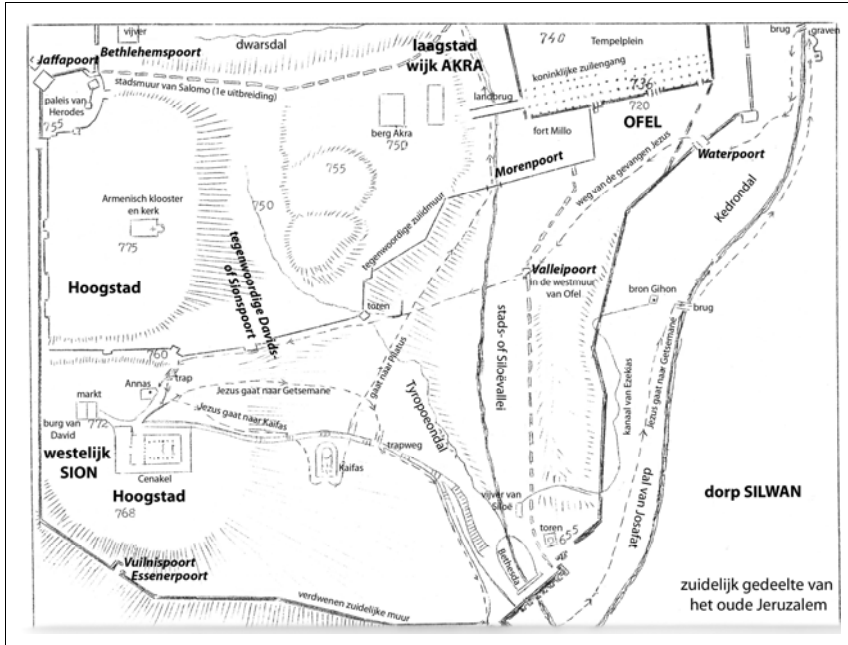 vijver
Bethlehemspoort
Jaffapoort
dwarsdal
laagstad
wijk AKRA
740
Tempelplein
brug
graven
stadsmuur van Salomo (1e uitbreiding)
koninklijke zuilengang
736
720
landbrug
paleis van
Herodes
755
berg Akra
750
fort Millo
OFEL
755
Morenpoort
Waterpoort
weg van de gevangen Jezus
Kedrondal
Armenisch klooster
en kerk
775
750
tegenwoordige zuidmuur
Hoogstad
tegenwoordige Davids-
of Sionspoort
Valleipoort
in de westmuur
van Ofel
bron Gihon
brug
toren
stads- of Siloëvallei
760
trap
Annas
gaat naar Pilatus
Jezus gaat naar Getsemane
kanaal van Ezekias
Jezus gaat naar Getsemané
markt
Jezus gaat naar Kaifas
Tyropoeondal
burg van
David
772
trapweg
westelijk
SION
Cenakel
Kaifas
Hoogstad
768
vijver van
Siloë
dal van Josafat
dorp SILWAN
toren
655
Bethesda
Vuilnispoort
Essenerpoort
verdwenen zuidelijke muur
zuidelijk gedeelte van
het oude Jeruzalem